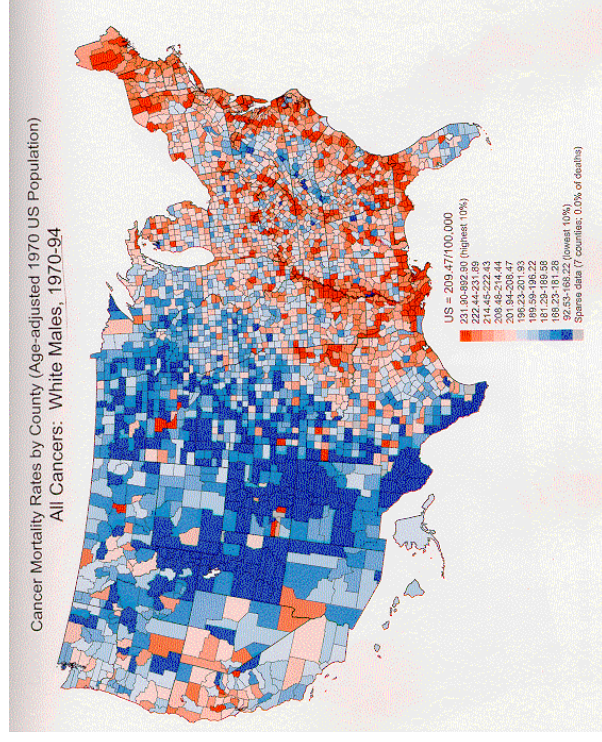 Cancer Mortality Rates by County (Age-adjusted 1970 US Population)
All Cancers: White Males, 1970-94
US = 209.47/100,000
231.90-892.90 (highest 10%)
222.44-231.89
214.45-222.43
208.48-214.44
201.94-208.47
196.23-201.93
189.59-196.22
181.29-189.58
168.23-181.28
92.53-168.22 (lowest 10%)
Sparse data (7 counties; 0.0% of deaths)